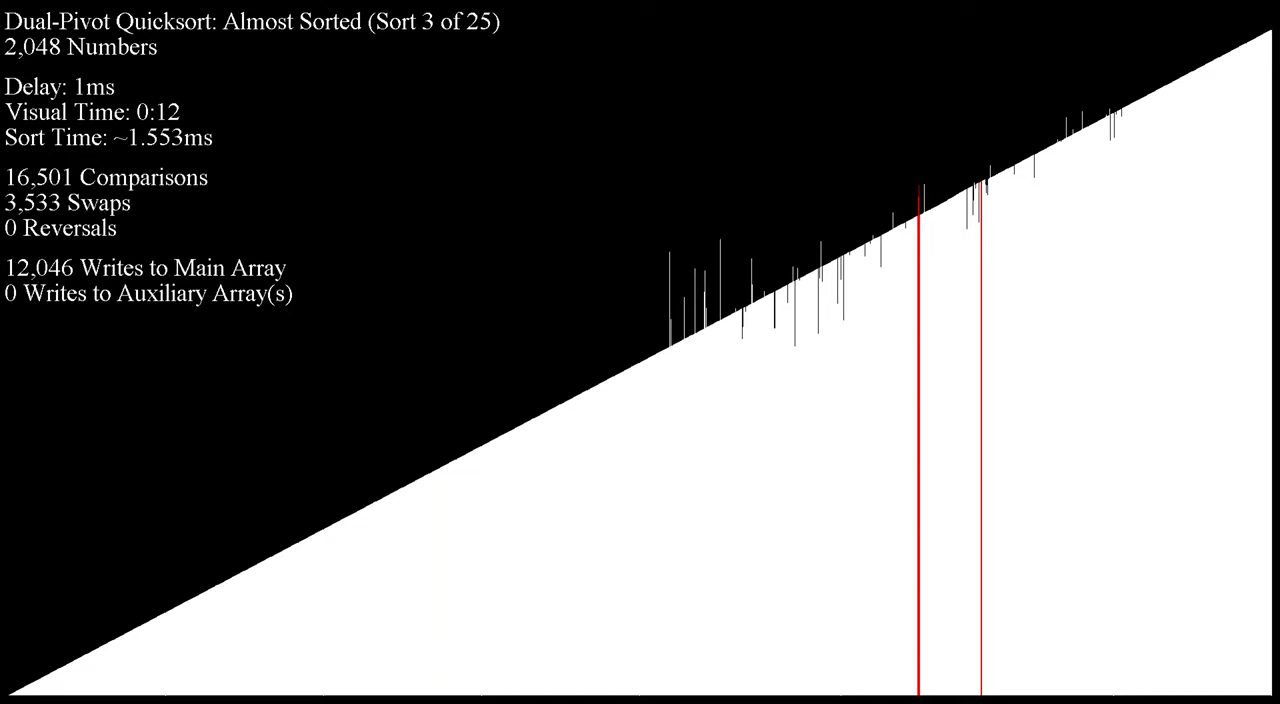 Dual-Pivot Quicksort: Almost Sorted (Sort 3 of 25)
2,048 Numbers
Delay: 1ms
Visual Time: 0:12
Sort Time: ~1.553ms
16,501 Comparisons
3,533 Swaps
0 Reversals
12,046 Writes to Main Array
0 Writes to Auxiliary Array(s)